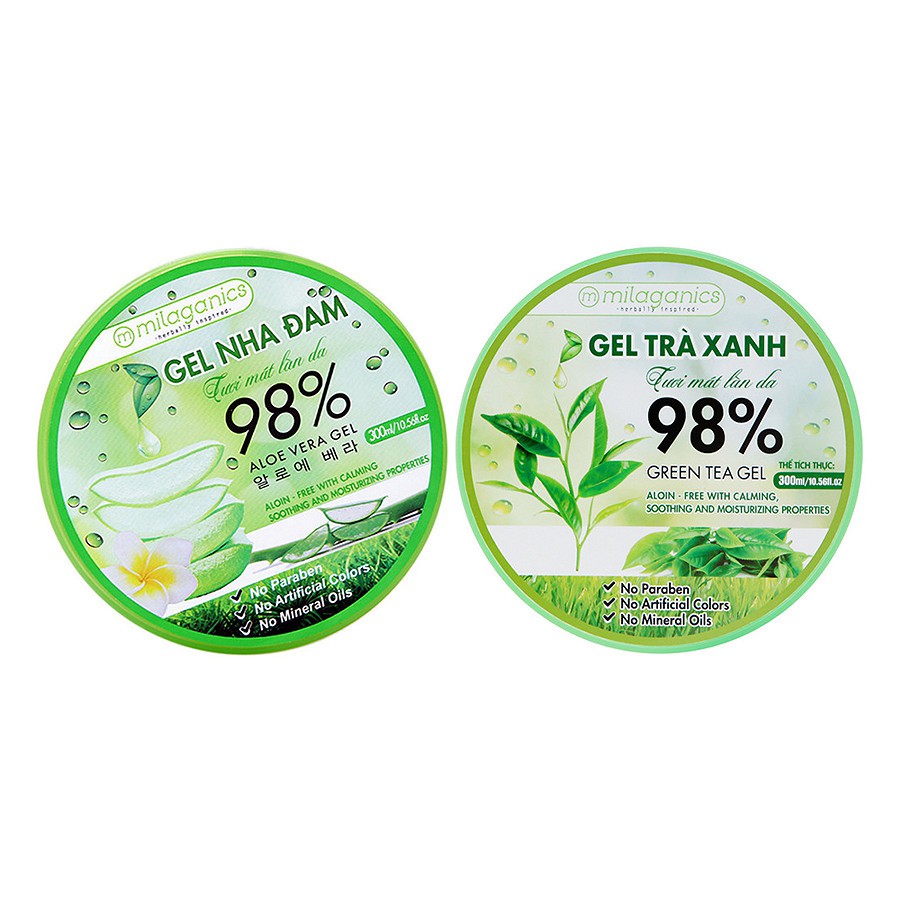 m milaganics
-herbally inspired-
GEL NHA ĐAM
Tươi mát làn da
98%
ALOE VERA GEL
알로에 베라
300ml/10.56fl.oz
ALOIN - FREE WITH CALMING
SOOTHING AND MOISTURIZING PROPERTIES
No Paraben
No Artificial Colors
No Mineral Oils
m milaganics
-herbally inspired-
GEL TRÀ XANH
Tươi mát làn da
98%
GREEN TEA GEL
THỂ TÍCH THỰC:
300ml/10.56fl.oz
ALOIN - FREE WITH CALMING,
SOOTHING AND MOISTURIZING PROPERTIES
No Paraben
No Artificial Colors
No Mineral Oils